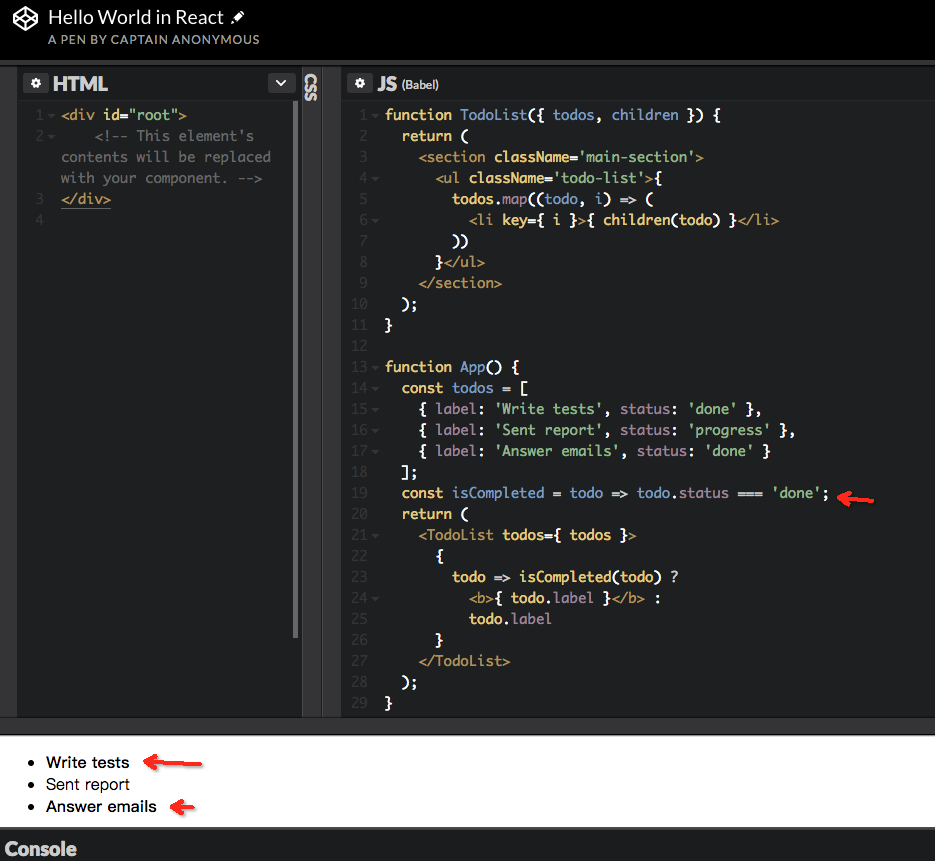 Hello World in React
A PEN BY CAPTAIN ANONYMOUS
HTML
1 <div id="root">
2 <!-- This element's
contents will be replaced
with your component. -->
3 </div>
4
CSS
JS (Babel)
1 function TodoList({ todos, children }) {
2 return (
3 <section className='main-section'>
4 <ul className='todo-list'>{
5 todos.map((todo, i) => (
6 <li key={ i }>{ children(todo) }</li>
7 ))
8 }</ul>
9 </section>
10 );
11 }
12
13 function App() {
14 const todos = [
15 { label: 'Write tests', status: 'done' },
16 { label: 'Sent report', status: 'progress' },
17 { label: 'Answer emails', status: 'done' }
18 ];
19 const isCompleted = todo => todo.status === 'done';
20 return (
21 <TodoList todos={ todos }>
22 {
23 todo => isCompleted(todo) ?
24 <b>{ todo.label }</b> :
25 todo.label
26 }
27 </TodoList>
28 );
29 }
• Write tests
• Sent report
• Answer emails
Console